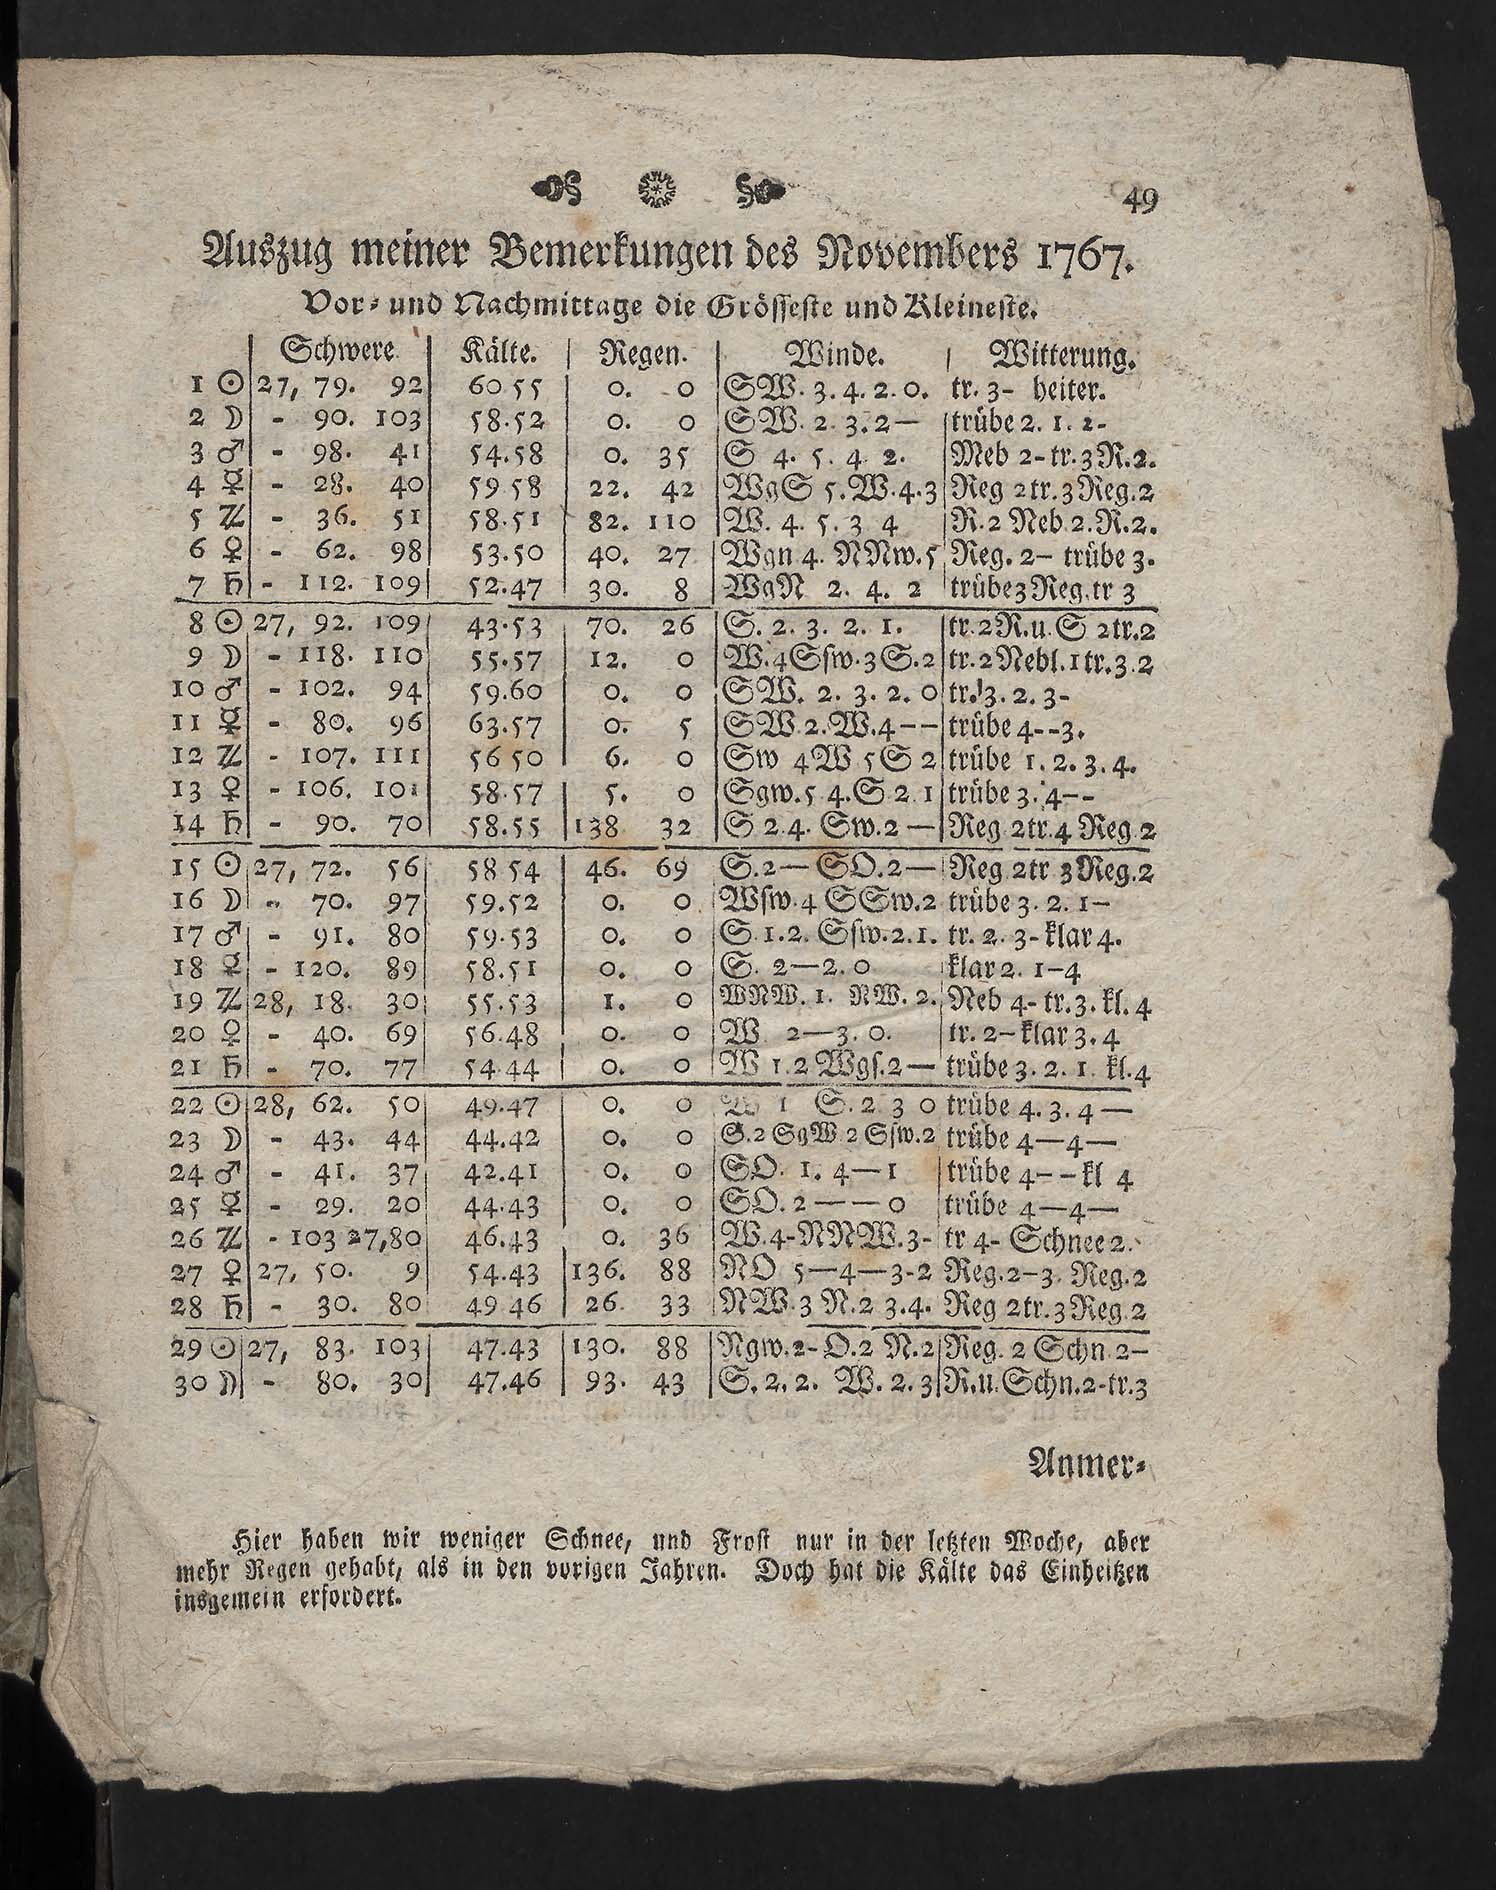 49
Auszug meiner Bemerkungen des Novembers 1767.
Vor- und Nachmittage die Grösseste und Kleineste.
Schwere | Kälte. | Regen. | Winde. | Witterung.
1 ☉ | 27, 79. 92 | 60 55 | 0. 0 | SW. 3. 4. 2. 0. tr. 3- heiter.
2 ☽ | - 90. 103 | 58.52 | 0. 0 | SW. 2. 3. 2— | trübe 2. 1. 2-
3 ♂ | - 98. 41 | 54.58 | 0. 35 | S 4. 5. 4. 2. | Neb 2- tr. 3 R. 2.
4 ☿ | - 28. 40 | 59 58 | 22. 42 | WgS 5. W. 4. 3 | Reg 2 tr. 3 Reg. 2
5 ♃ | - 36. 51 | 58.51 | 82. 110 | W. 4. 5. 3 4 | R. 2 Neb 2. R. 2.
6 ♀ | - 62. 98 | 53.50 | 40. 27 | Wgn 4. NNw. 5 | Reg. 2— trübe 3.
7 ♄ | - 112. 109 | 52.47 | 30. 8 | WgN 2. 4. 2 | trübe 3 Reg. tr 3
8 ☉ | 27, 92. 109 | 43.53 | 70. 26 | S. 2. 3. 2. 1. | tr. 2 R. u. S 2 tr. 2
9 ☽ | - 118. 110 | 55.57 | 12. 0 | W. 4 Ssw. 3 S. 2 | tr. 2 Nebl. 1 tr. 3. 2
10 ♂ | - 102. 94 | 59.60 | 0. 0 | SW. 2. 3. 2. 0 | tr. 3. 2. 3-
11 ☿ | - 80. 96 | 63.57 | 0. 5 | SW. 2. W. 4-- | trübe 4--3.
12 ♃ | - 107. 111 | 56 50 | 6. 0 | Sw 4 W 5 S 2 | trübe 1. 2. 3. 4.
13 ♀ | - 106. 101 | 58.57 | 5. 0 | Sgw. 5 4. S 2 1 | trübe 3. 4--
14 ♄ | - 90. 70 | 58.55 | 138 32 | S 2. 4. Sw. 2 — | Reg 2 tr. 4 Reg 2
15 ☉ | 27, 72. 56 | 58 54 | 46. 69 | S. 2— SO. 2— | Reg 2 tr 3 Reg. 2
16 ☽ | - 70. 97 | 59.52 | 0. 0 | Wsw. 4 SSw. 2 trübe 3. 2. 1-
17 ♂ | - 91. 80 | 59.53 | 0. 0 | S. 1. 2. Ssw. 2. 1. tr. 2. 3- klar 4.
18 ☿ | - 120. 89 | 58.51 | 0. 0 | S. 2—2. 0 | klar 2. 1-4
19 ♃ | 28, 18. 30 | 55.53 | 1. 0 | WNW. 1. NW. 2. | Neb 4- tr. 3. kl. 4
20 ♀ | - 40. 69 | 56.48 | 0. 0 | W 2—3. 0. | tr. 2- klar 3. 4
21 ♄ | - 70. 77 | 54.44 | 0. 0 | W 1. 2 Wgs. 2— | trübe 3. 2. 1. kl. 4
22 ☉ | 28, 62. 50 | 49.47 | 0. 0 | W 1 S. 2 3 0 trübe 4. 3. 4 —
23 ☽ | - 43. 44 | 44.42 | 0. 0 | S. 2 SgW 2 Ssw. 2 | trübe 4—4—
24 ♂ | - 41. 37 | 42.41 | 0. 0 | SO. 1. 4—1 | trübe 4-- kl 4
25 ☿ | - 29. 20 | 44.43 | 0. 0 | SO. 2 ——0 | trübe 4—4—
26 ♃ | - 103 27,80 | 46.43 | 0. 36 | W. 4- NNW. 3- | tr 4- Schnee 2.
27 ♀ | 27, 50. 9 | 54.43 | 136. 88 | NO 5—4—3-2 Reg. 2-3. Reg. 2
28 ♄ | - 30. 80 | 49 46 | 26. 33 | NW. 3 N. 2 3. 4. Reg 2 tr. 3 Reg. 2
29 ☉ | 27, 83. 103 | 47.43 | 130. 88 | Ngw. 2- O. 2 N. 2 | Reg. 2 Schn. 2—
30 ☽ | - 80. 30 | 47.46 | 93. 43 | S. 2. 2. W. 2. 3 | R. u. Schn. 2- tr. 3
Anmer-
Hier haben wir weniger Schnee, und Frost nur in der letzten Woche, aber
mehr Regen gehabt, als in den vorigen Jahren. Doch hat die Kälte das Einheitzen
insgemein erfordert.